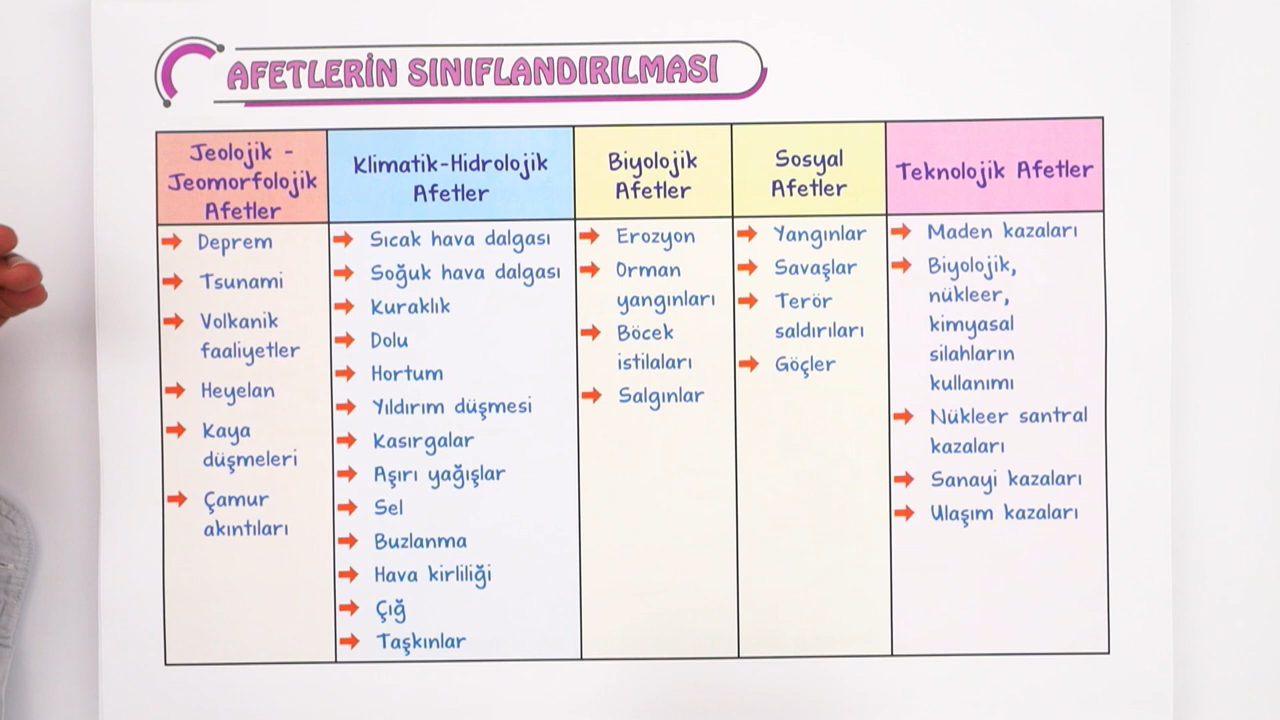 AFETLERİN SINIFLANDIRILMASI
Jeolojik -
Jeomorfolojik
Afetler
Deprem
Tsunami
Volkanik
faaliyetler
Heyelan
Kaya
düşmeleri
Çamur
akıntıları
Klimatik-Hidrolojik
Afetler
Sıcak hava dalgası
Soğuk hava dalgası
Kuraklık
Dolu
Hortum
Yıldırım düşmesi
Kasırgalar
Aşırı yağışlar
Sel
Buzlanma
Hava kirliliği
Çığ
Taşkınlar
Biyolojik
Afetler
Erozyon
Orman
yangınları
Böcek
istilaları
Salgınlar
Sosyal
Afetler
Yangınlar
Savaşlar
Terör
saldırıları
Göçler
Teknolojik Afetler
Maden kazaları
Biyolojik,
nükleer,
kimyasal
silahların
kullanımı
Nükleer santral
kazaları
Sanayi kazaları
Ulaşım kazaları